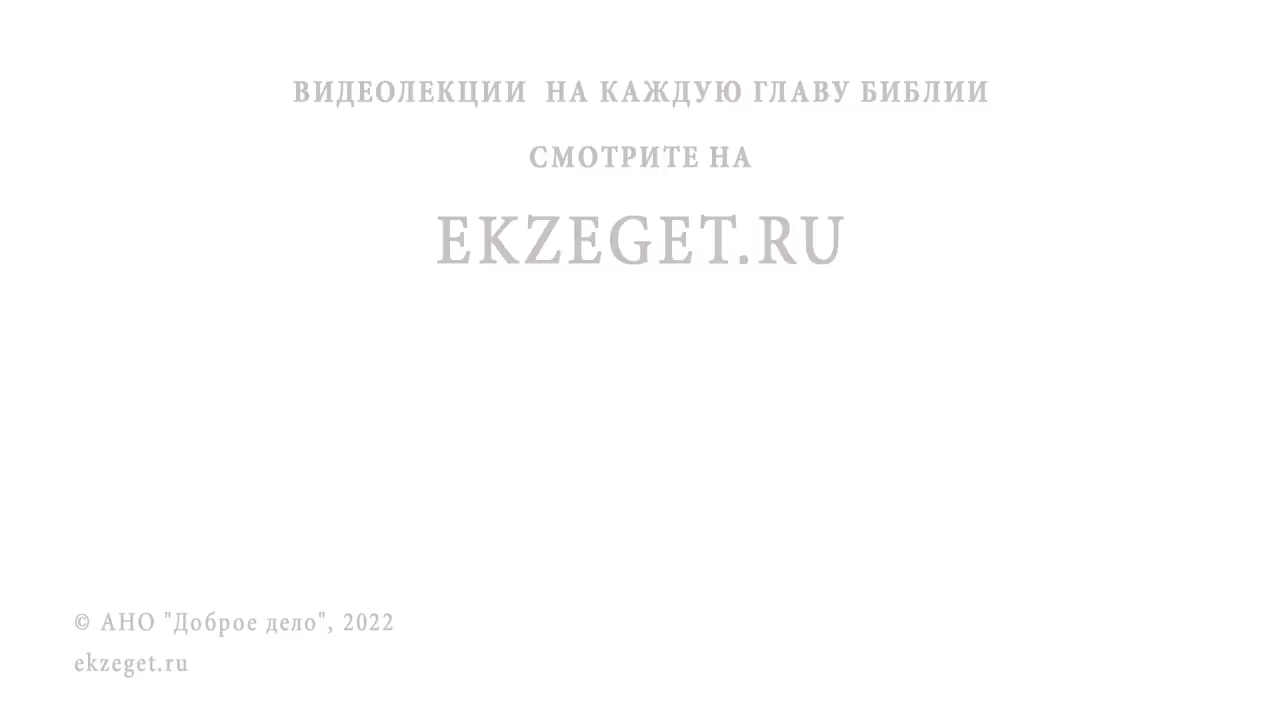 ВИДЕОЛЕКЦИИ НА КАЖДУЮ ГЛАВУ БИБЛИИ
СМОТРИТЕ НА
EKZEGET.RU
© АНО "Доброе дело", 2022
ekzeget.ru